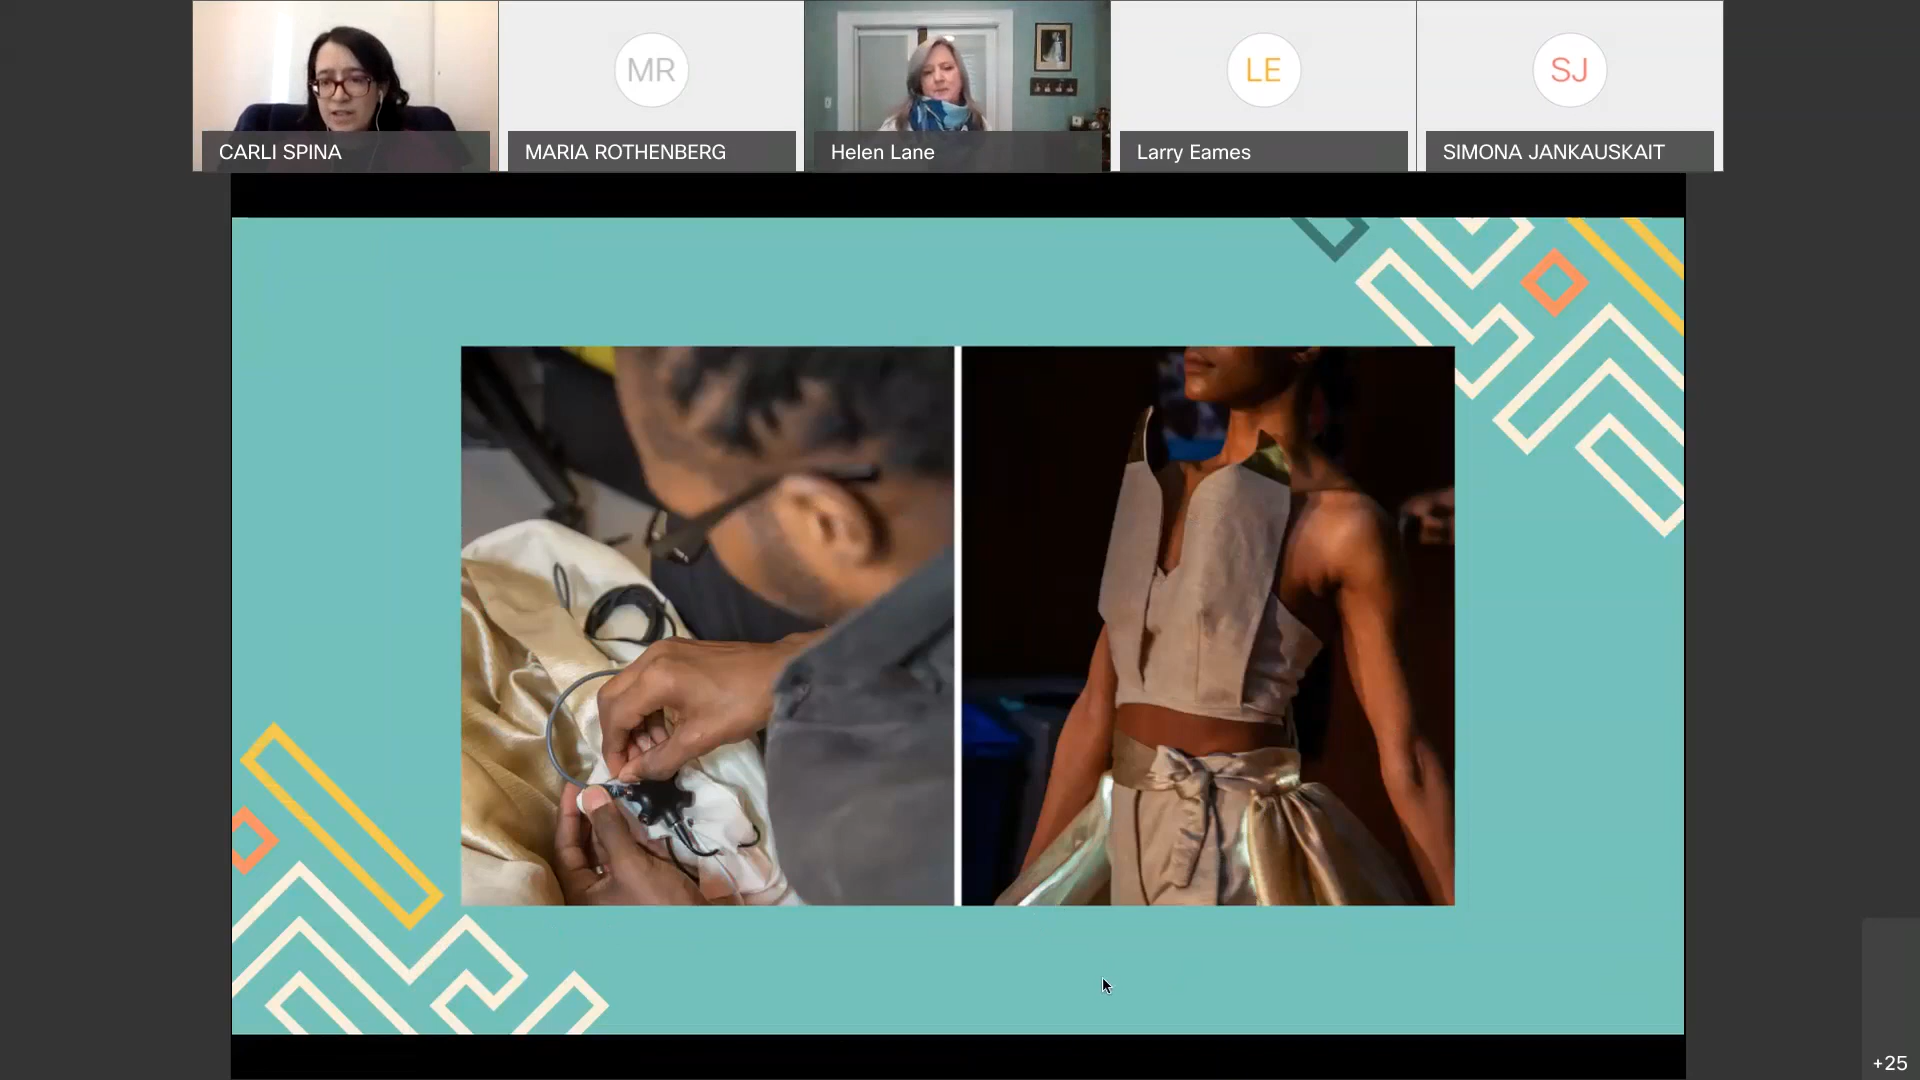 MR
LE
SJ
CARLI SPINA
MARIA ROTHENBERG
Helen Lane
Larry Eames
SIMONA JANKAUSKAIT
+25